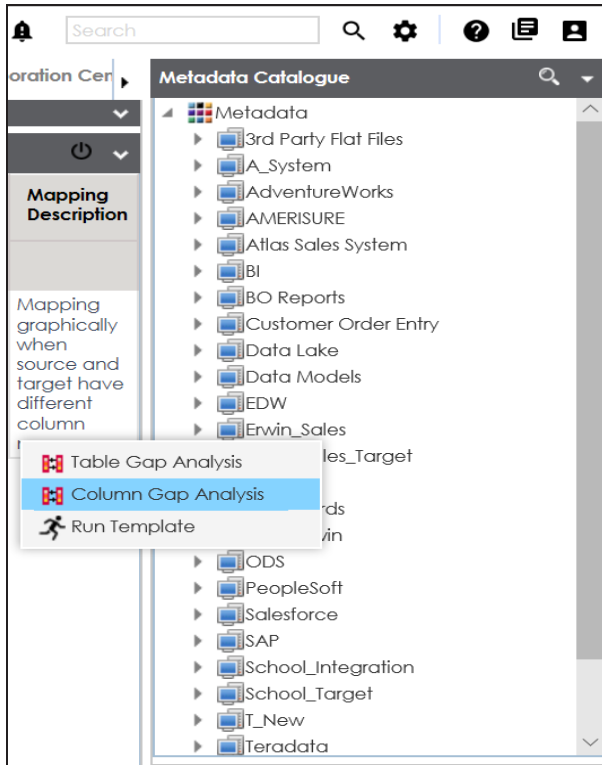 Search
oration Cen
Metadata Catalogue
Mapping
Description
Mapping
graphically
when
source and
target have
different
column
Table Gap Analysis
Column Gap Analysis
Run Template
Metadata
3rd Party Flat Files
A_System
AdventureWorks
AMERISURE
Atlas Sales System
BI
BO Reports
Customer Order Entry
Data Lake
Data Models
EDW
Erwin_Sales
les_Target
rds
vin
ODS
PeopleSoft
Salesforce
SAP
School_Integration
School_Target
T_New
Teradata